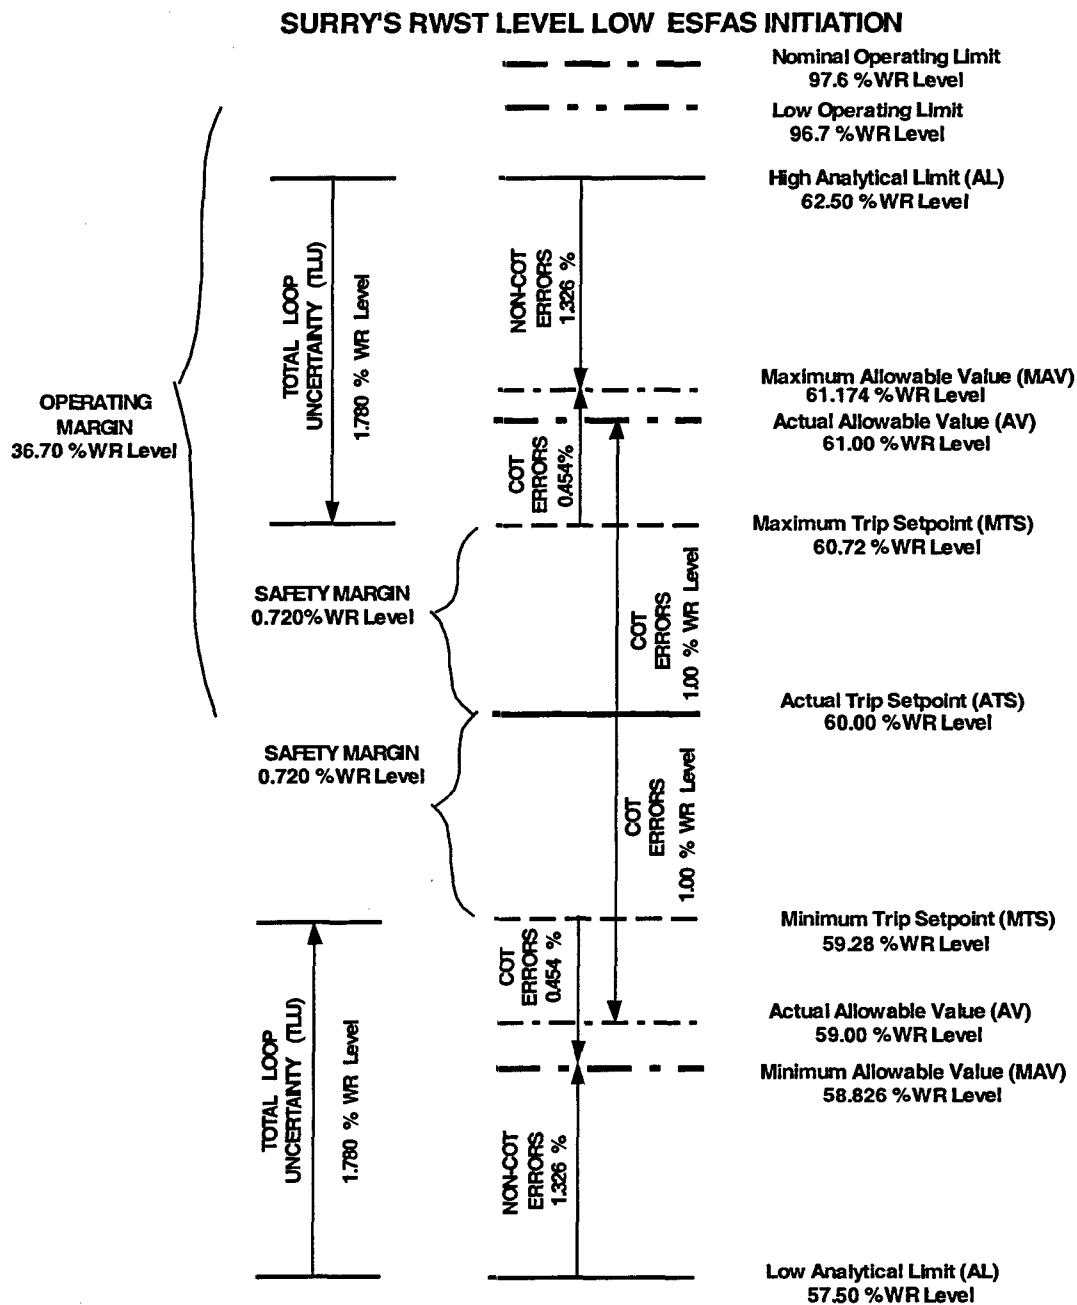 SURRY'S RWST LEVEL LOW ESFAS INITIATION
Nominal Operating Limit
97.6 %WR Level
Low Operating Limit
96.7 %WR Level
High Analytical Limit (AL)
62.50 %WR Level
TOTAL LOOP
UNCERTAINTY (TLU)
1.780 % WR Level
NON-COT
ERRORS
1.326 %
Maximum Allowable Value (MAV)
61.174 %WR Level
Actual Allowable Value (AV)
61.00 %WR Level
OPERATING
MARGIN
36.70 %WR Level
COT
ERRORS
0.454%
Maximum Trip Setpoint (MTS)
60.72 %WR Level
SAFETY MARGIN
0.720%WR Level
COT
ERRORS
1.00 % WR Level
Actual Trip Setpoint (ATS)
60.00 %WR Level
SAFETY MARGIN
0.720 %WR Level
COT
ERRORS
1.00 % WR Level
Minimum Trip Setpoint (MTS)
59.28 %WR Level
COT
ERRORS
0.454 %
Actual Allowable Value (AV)
59.00 %WR Level
Minimum Allowable Value (MAV)
58.826 %WR Level
TOTAL LOOP
UNCERTAINTY (TLU)
1.780 % WR Level
NON-COT
ERRORS
1.326 %
Low Analytical Limit (AL)
57.50 %WR Level